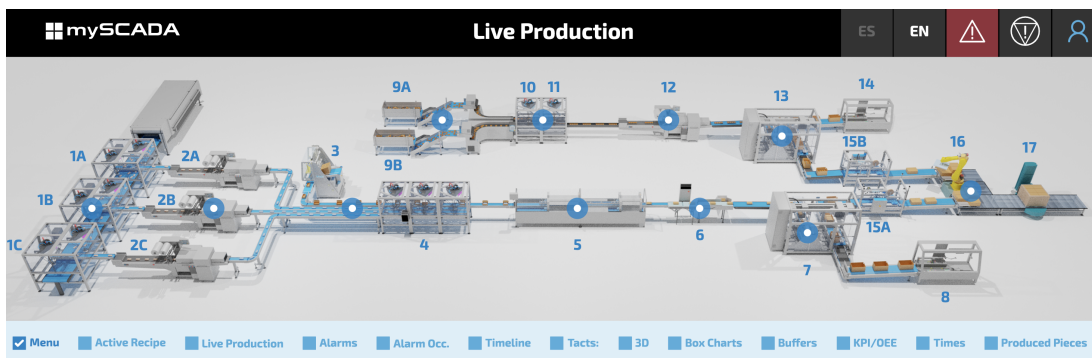 mySCADA
Live Production
ES
EN
9A
10
11
12
13
14
1A
2A
3
9B
15B
16
17
1B
2B
4
5
6
15A
1C
2C
7
8
Menu
Active Recipe
Live Production
Alarms
Alarm Occ.
Timeline
Tacts:
3D
Box Charts
Buffers
KPI/OEE
Times
Produced Pieces